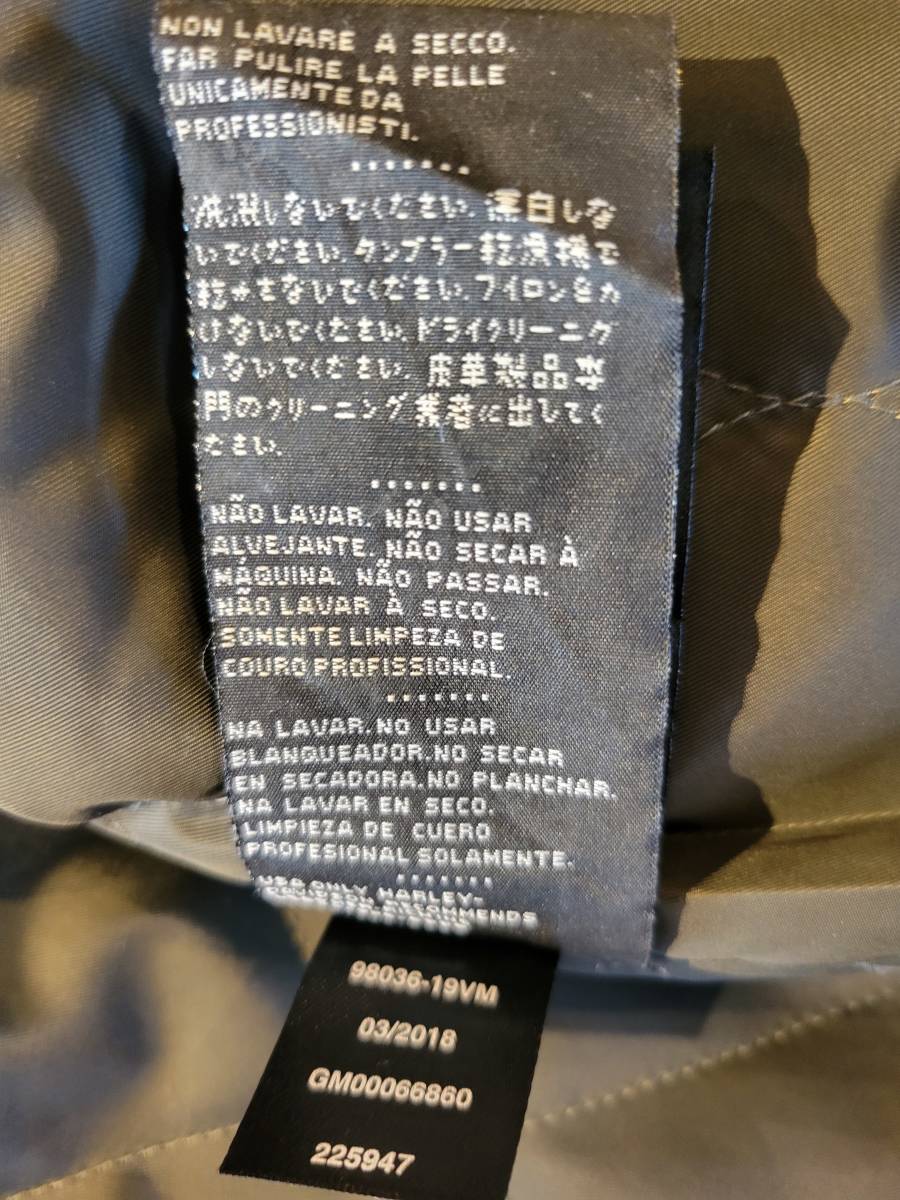 NON LAVARE A SECCO.
FAR PULIRE LA PELLE
UNICAMENTE DA
PROFESSIONISTI.
.......
洗濯しないでください. 漂白しな
いでください. タンブラー乾燥機で
乾かせないでください. アイロンをか
けないでください. ドライクリーニング
しないでください. 皮革製品専
門のクリーニング業者に出してく
ださい.
.......
NÃO LAVAR. NÃO USAR
ALVEJANTE. NÃO SECAR À
MÁQUINA. NÃO PASSAR.
NÃO LAVAR À SECO.
SOMENTE LIMPEZA DE
COURO PROFISSIONAL.
.......
NA LAVAR. NO USAR
BLANQUEADOR. NO SECAR
EN SECADORA. NO PLANCHAR.
NA LAVAR EN SECO.
LIMPIEZA DE CUERO
PROFESIONAL SOLAMENTE.
.......
USE ONLY HARLEY-
98036-19VM
03/2018
GM00066860
225947